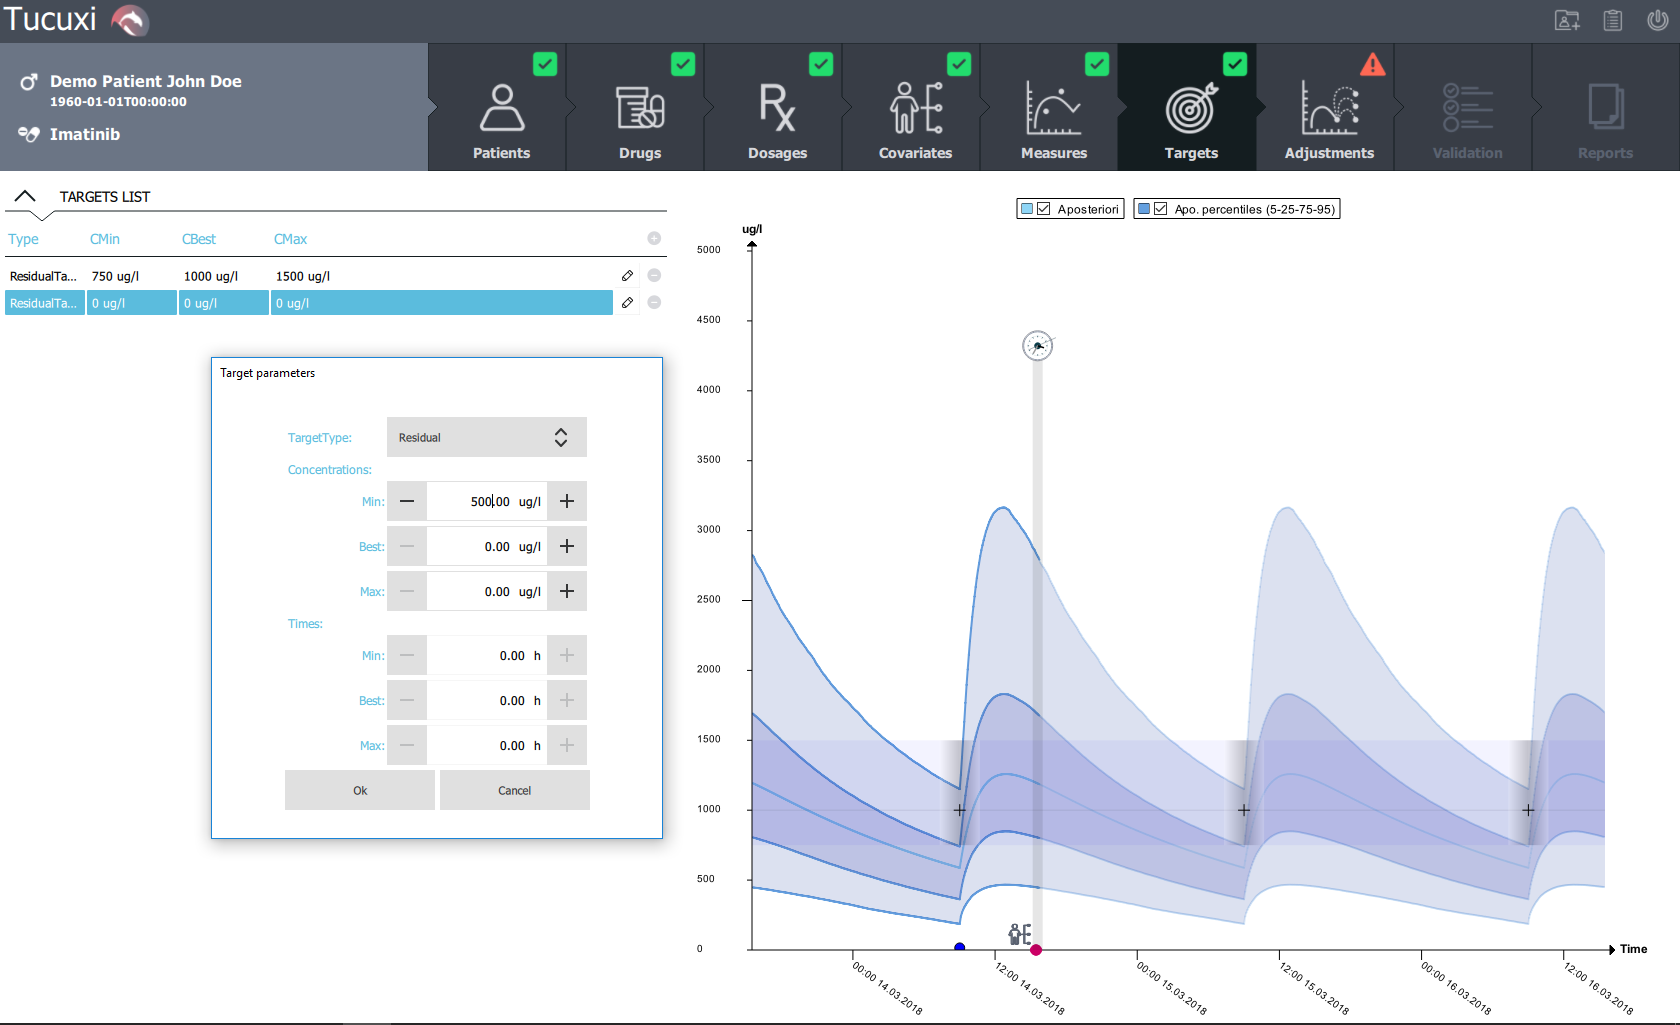 Tucuxi
Demo Patient John Doe
1960-01-01T00:00:00
Imatinib
Patients
Drugs
Rx
Dosages
Covariates
Measures
Targets
Adjustments
Validation
Reports
TARGETS LIST
Type CMin CBest CMax
ResidualTa... 750 ug/l 1000 ug/l 1500 ug/l
ResidualTa... 0 ug/l 0 ug/l 0 ug/l
Target parameters
TargetType: Residual
Concentrations:
Min: 500.00 ug/l
Best: 0.00 ug/l
Max: 0.00 ug/l
Times:
Min: 0.00 h
Best: 0.00 h
Max: 0.00 h
Ok Cancel
Aposteriori Apo. percentiles (5-25-75-95)
ug/l
5000
4500
4000
3500
3000
2500
2000
1500
1000
500
0
Time
00:00 14.03.2018
12:00 14.03.2018
00:00 15.03.2018
12:00 15.03.2018
00:00 16.03.2018
12:00 16.03.2018